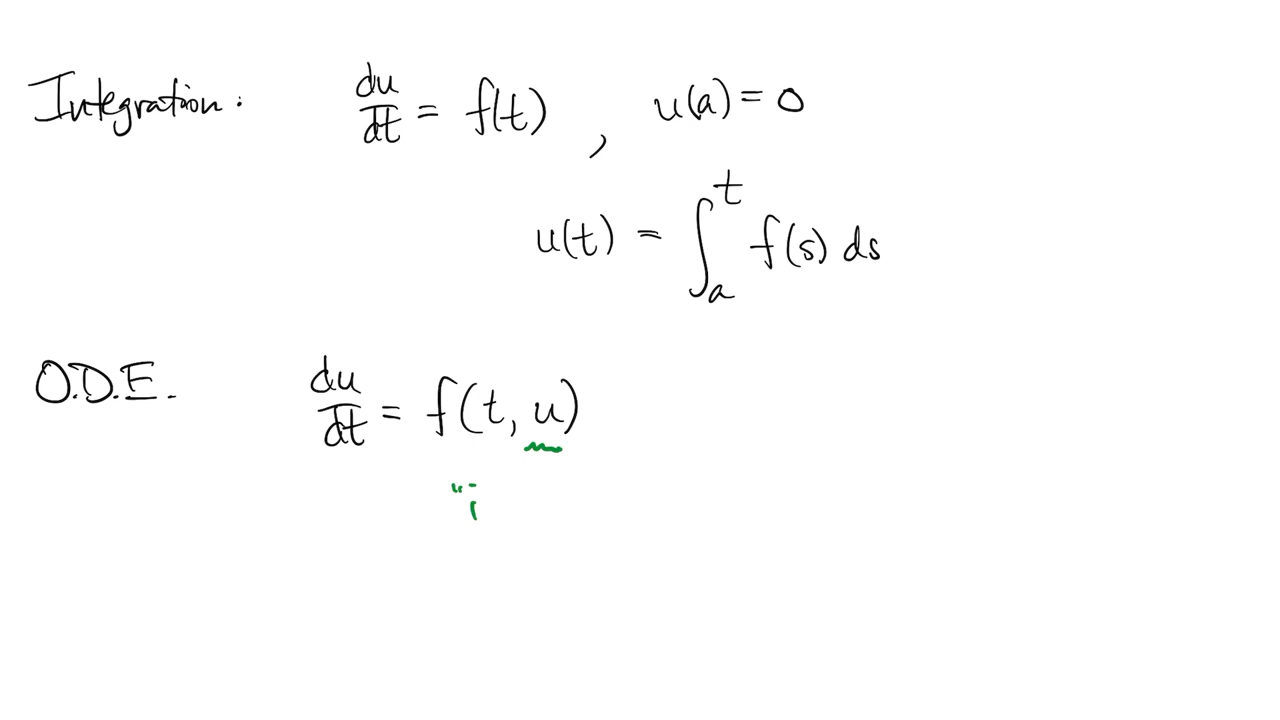 Integration: du/dt = f(t), u(a) = 0
u(t) = ∫_a^t f(s) ds
O.D.E. du/dt = f(t, u)
"i